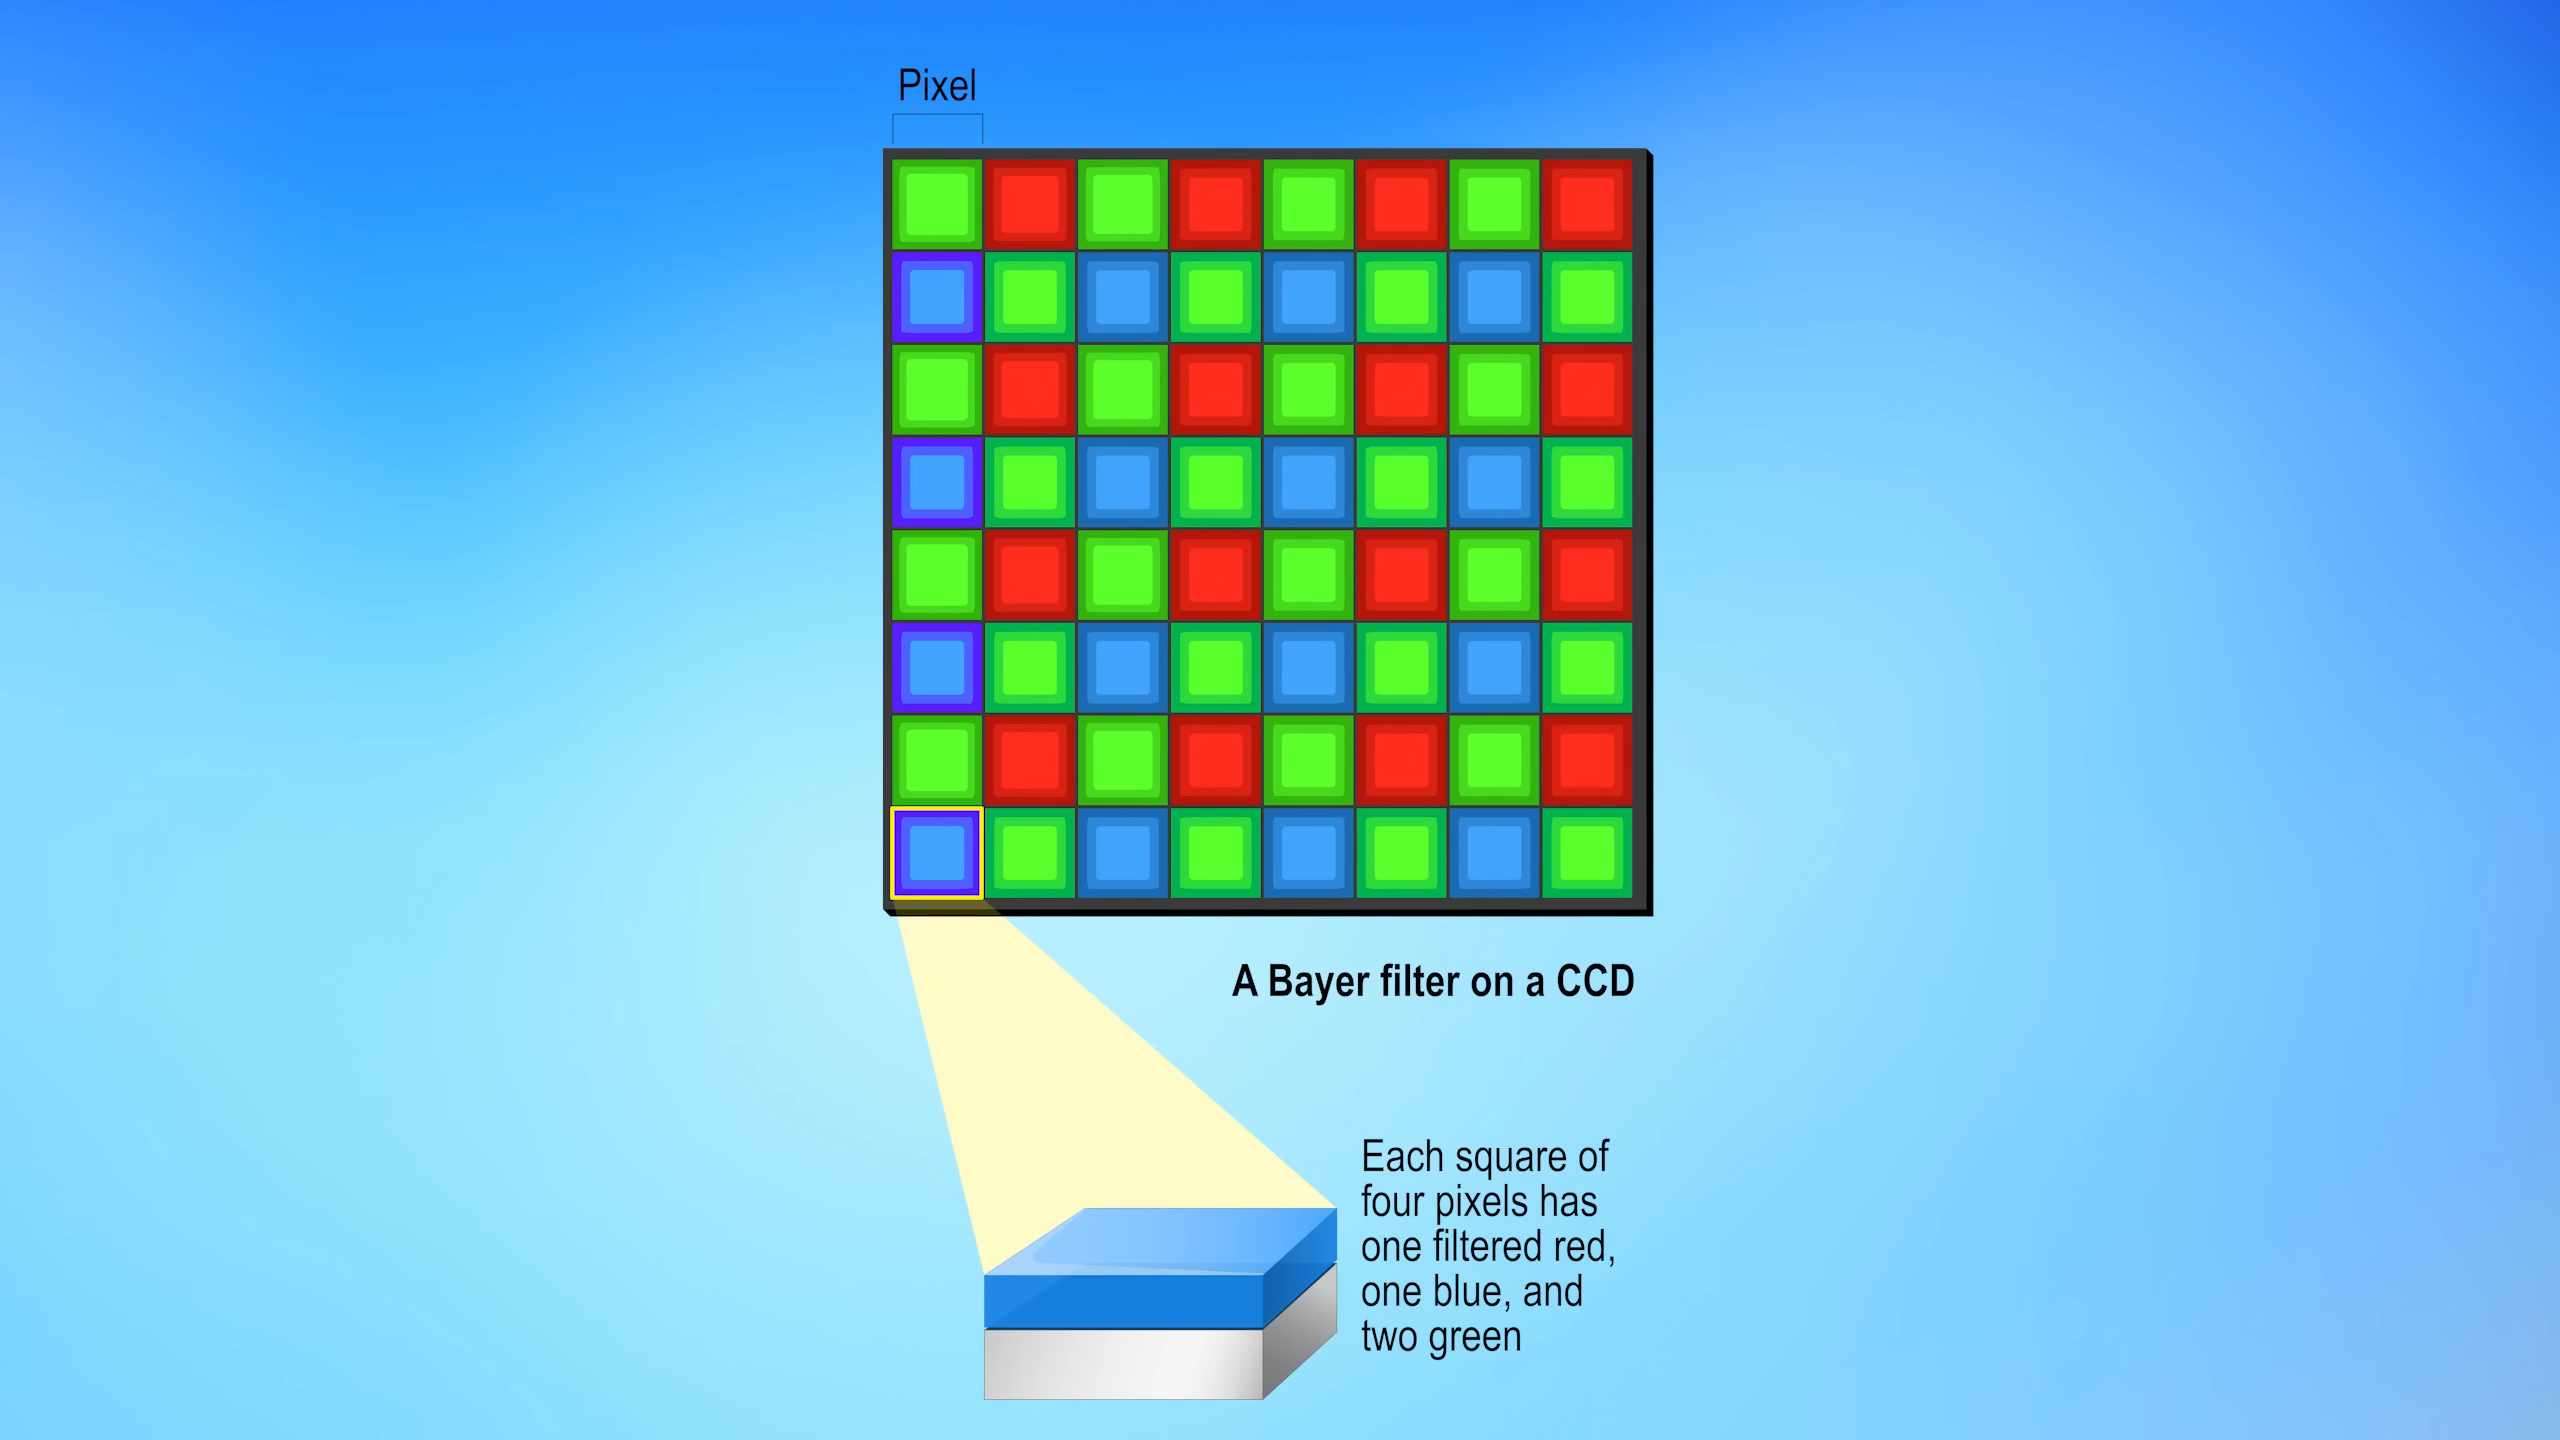 Pixel
A Bayer filter on a CCD
Each square of
four pixels has
one filtered red,
one blue, and
two green